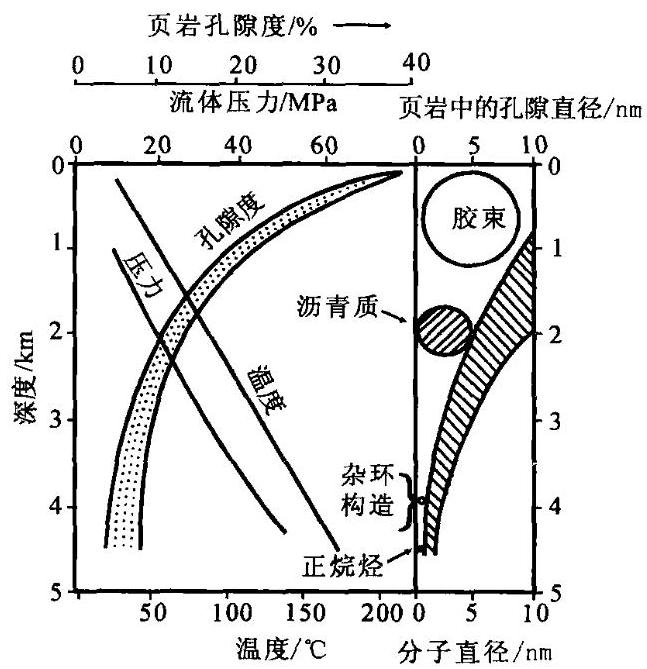 页岩孔隙度/%
0 10 20 30 40
流体压力/MPa
页岩中的孔隙直径/nm
0 20 40 60
0 5 10
0 1 2 3 4 5
深度/km
孔隙度
压力
温度
胶束
沥青质
杂环
构造
正烷烃
0 1 2 3 4 5
50 100 150 200
0 5 10
温度/℃
分子直径/nm